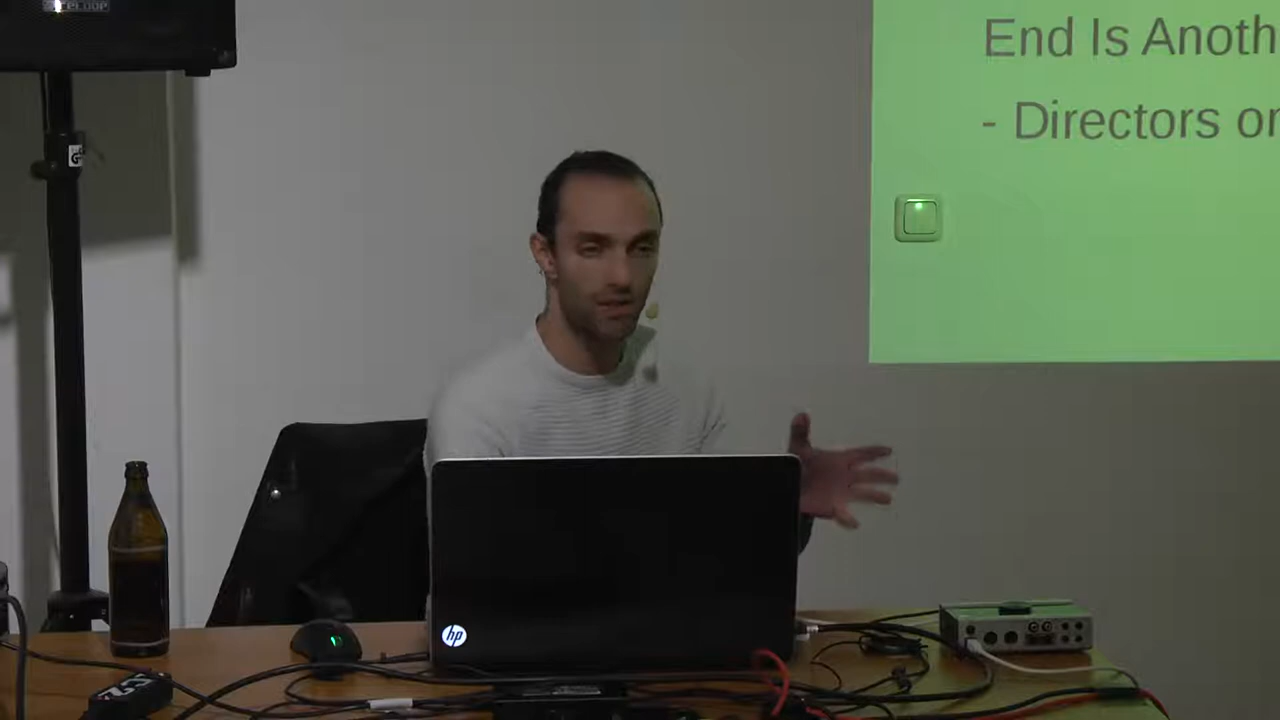 End Is Anoth
- Directors or
hp